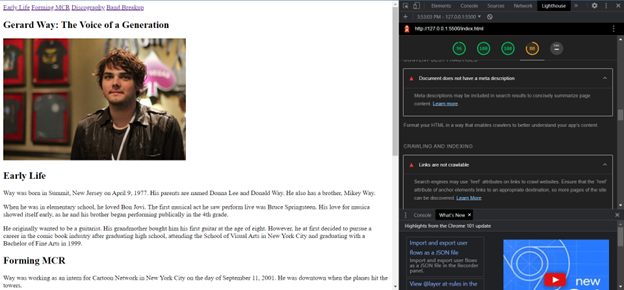 Early Life Forming MCR Discography Band Breakup
Gerard Way: The Voice of a Generation
Early Life
Way was born in Summit, New Jersey on April 9, 1977. His parents are named Donna Lee and Donald Way. He also has a brother, Mikey Way.
When he was in elementary school, he loved Bon Jovi. The first musical act he saw perform live was Bruce Springsteen. His love for musica
showed itself early, as he and his brother began performing publically in the 4th grade.
He originally wanted to be a guitarist. His grandmother bought him his first guitar at the age of eight. However, he at first decided to pursue a
career in the comic book industry after graduating high school, attending the School of Visual Arts in New York City and graduating with a
Bachelor of Fine Arts in 1999.
Forming MCR
Way was working as an intern for Cartoon Network in New York City on the day of September 11, 2001. He was downtown when the planes hit the
towers.
Elements Console Sources Network Lighthouse »
3:55:03 PM - 127.0.0.1:5500
http://127.0.0.1:5500/index.html
100 100
Document does not have a meta description
Meta descriptions may be included in search results to concisely summarize page
content. Learn more.
Format your HTML in a way that enables crawlers to better understand your app's content.
CRAWLING AND INDEXING
Links are not crawlable
Search engines may use 'href' attributes on links to crawl websites. Ensure that the 'href'
attribute of anchor elements links to an appropriate destination, so more pages of the site
can be discovered. Learn More
Console What's New ×
Highlights from the Chrome 101 update
Import and export user
flows as a JSON file
Import and export user
flows as a JSON file in the Recorder
panel.
View @layer at-rules in the
new